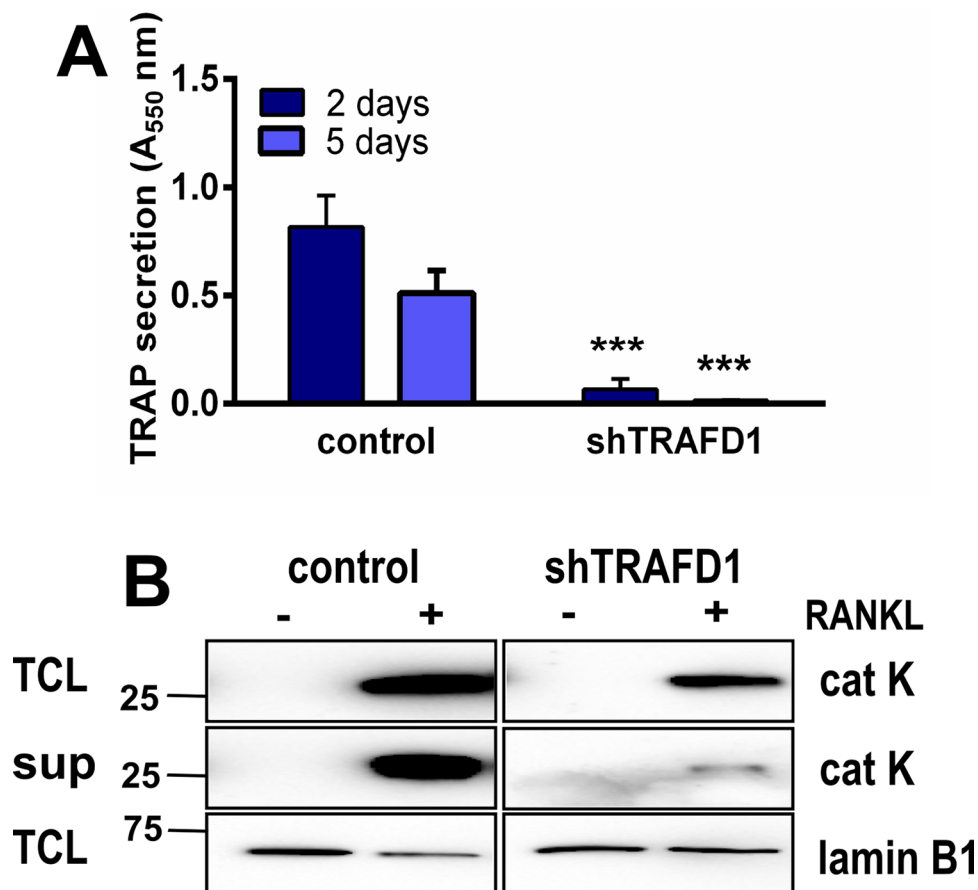 A
TRAP secretion (A550 nm)
1.5
1.0
0.5
0.0
2 days
5 days
*** ***
control shTRAFD1
B
control shTRAFD1
- + - + RANKL
TCL 25 cat K
sup 25 cat K
TCL 75 lamin B1